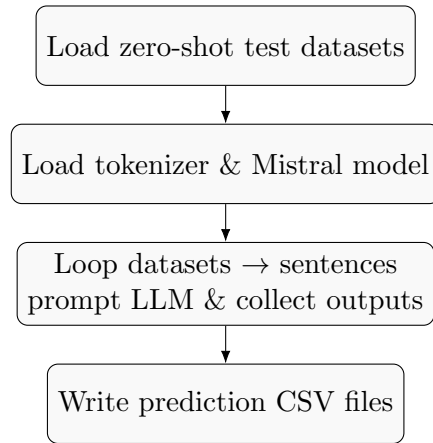 Load zero-shot test datasets
Load tokenizer & Mistral model
Loop datasets → sentences
prompt LLM & collect outputs
Write prediction CSV files